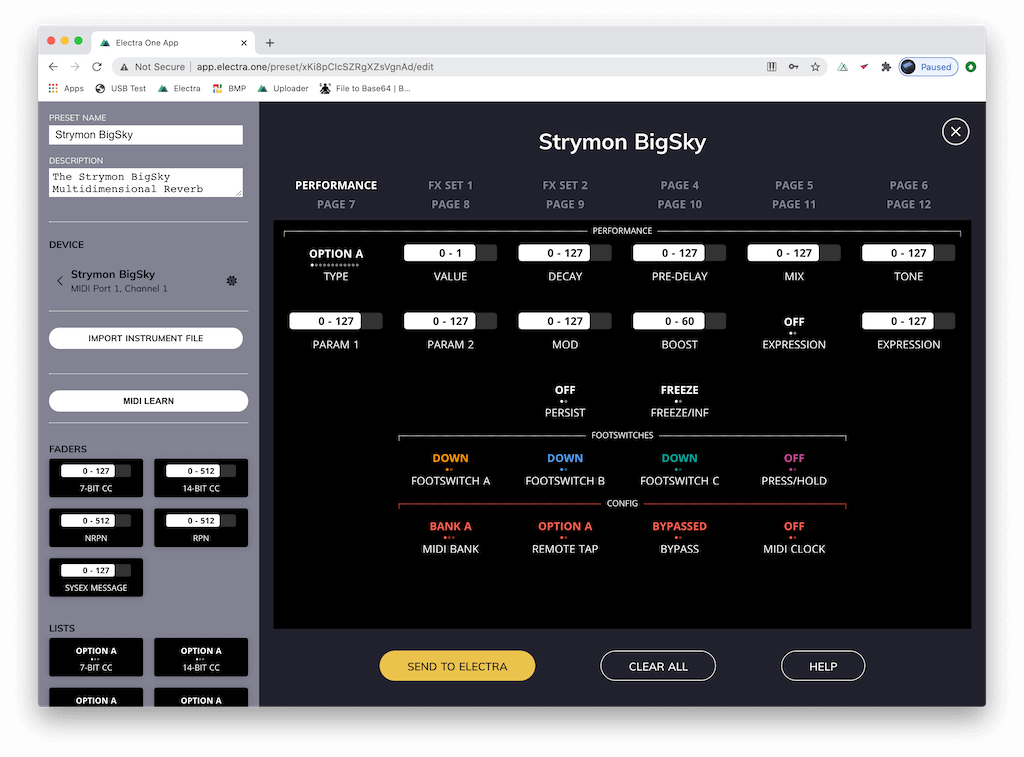 Electra One App
Not Secure | app.electra.one/preset/xKi8pClcSZRgXZsVgnAd/edit
Paused
Apps USB Test Electra BMP Uploader File to Base64 | B...
PRESET NAME
Strymon BigSky
DESCRIPTION
The Strymon BigSky
Multidimensional Reverb
DEVICE
Strymon BigSky
MIDI Port 1, Channel 1
IMPORT INSTRUMENT FILE
MIDI LEARN
FADERS
0 - 127 0 - 512
7-BIT CC 14-BIT CC
0 - 512 0 - 512
NRPN RPN
0 - 127
SYSEX MESSAGE
LISTS
OPTION A OPTION A
7-BIT CC 14-BIT CC
OPTION A OPTION A
Strymon BigSky
PERFORMANCE FX SET 1 FX SET 2 PAGE 4 PAGE 5 PAGE 6
PAGE 7 PAGE 8 PAGE 9 PAGE 10 PAGE 11 PAGE 12
PERFORMANCE
OPTION A 0 - 1 0 - 127 0 - 127 0 - 127 0 - 127
TYPE VALUE DECAY PRE-DELAY MIX TONE
0 - 127 0 - 127 0 - 127 0 - 60 OFF 0 - 127
PARAM 1 PARAM 2 MOD BOOST EXPRESSION EXPRESSION
OFF FREEZE
PERSIST FREEZE/INF
FOOTSWITCHES
DOWN DOWN DOWN OFF
FOOTSWITCH A FOOTSWITCH B FOOTSWITCH C PRESS/HOLD
CONFIG
BANK A OPTION A BYPASSED OFF
MIDI BANK REMOTE TAP BYPASS MIDI CLOCK
SEND TO ELECTRA CLEAR ALL HELP